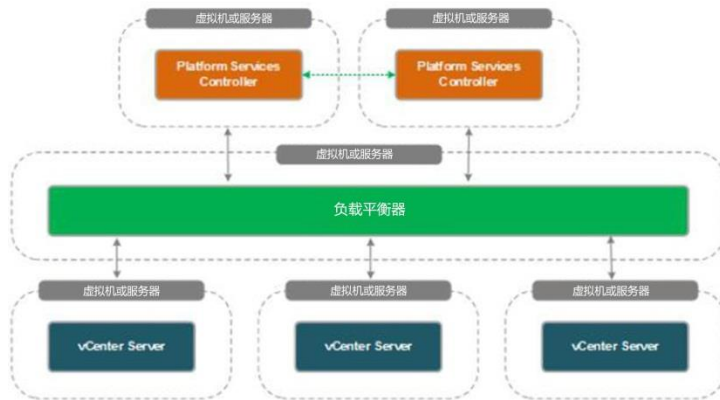 虚拟机或服务器
虚拟机或服务器
Platform Services
Controller
Platform Services
Controller
虚拟机或服务器
负载平衡器
虚拟机或服务器
虚拟机或服务器
虚拟机或服务器
vCenter Server
vCenter Server
vCenter Server